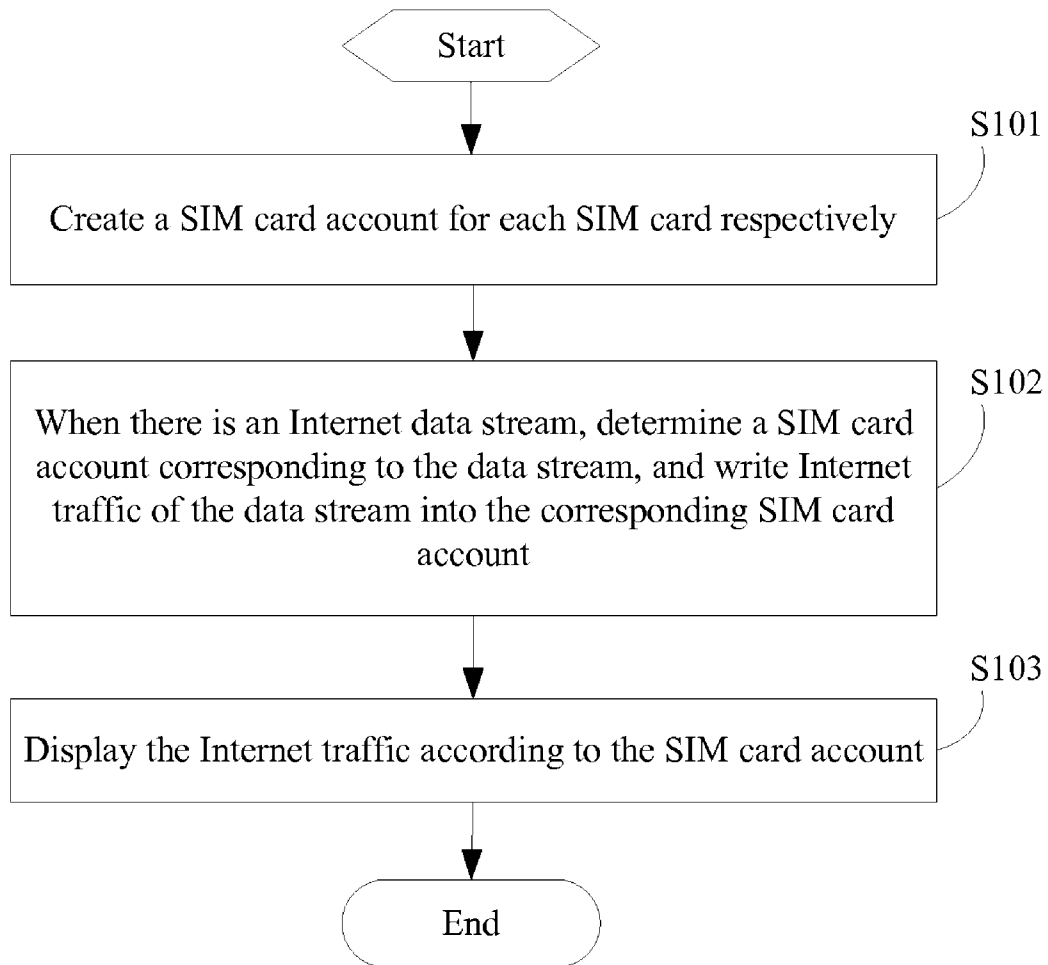 Start
S101
Create a SIM card account for each SIM card respectively
S102
When there is an Internet data stream, determine a SIM card
account corresponding to the data stream, and write Internet
traffic of the data stream into the corresponding SIM card
account
S103
Display the Internet traffic according to the SIM card account
End